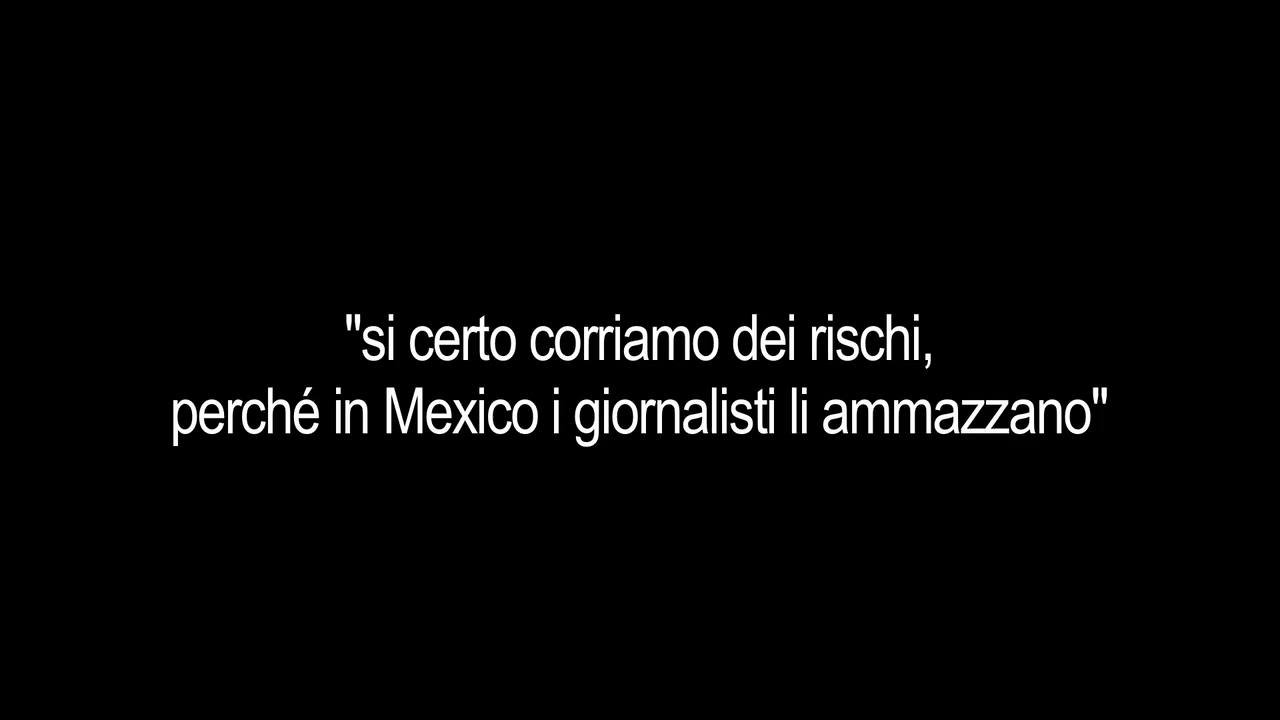 "si certo corriamo dei rischi,
perché in Mexico i giornalisti li ammazzano"